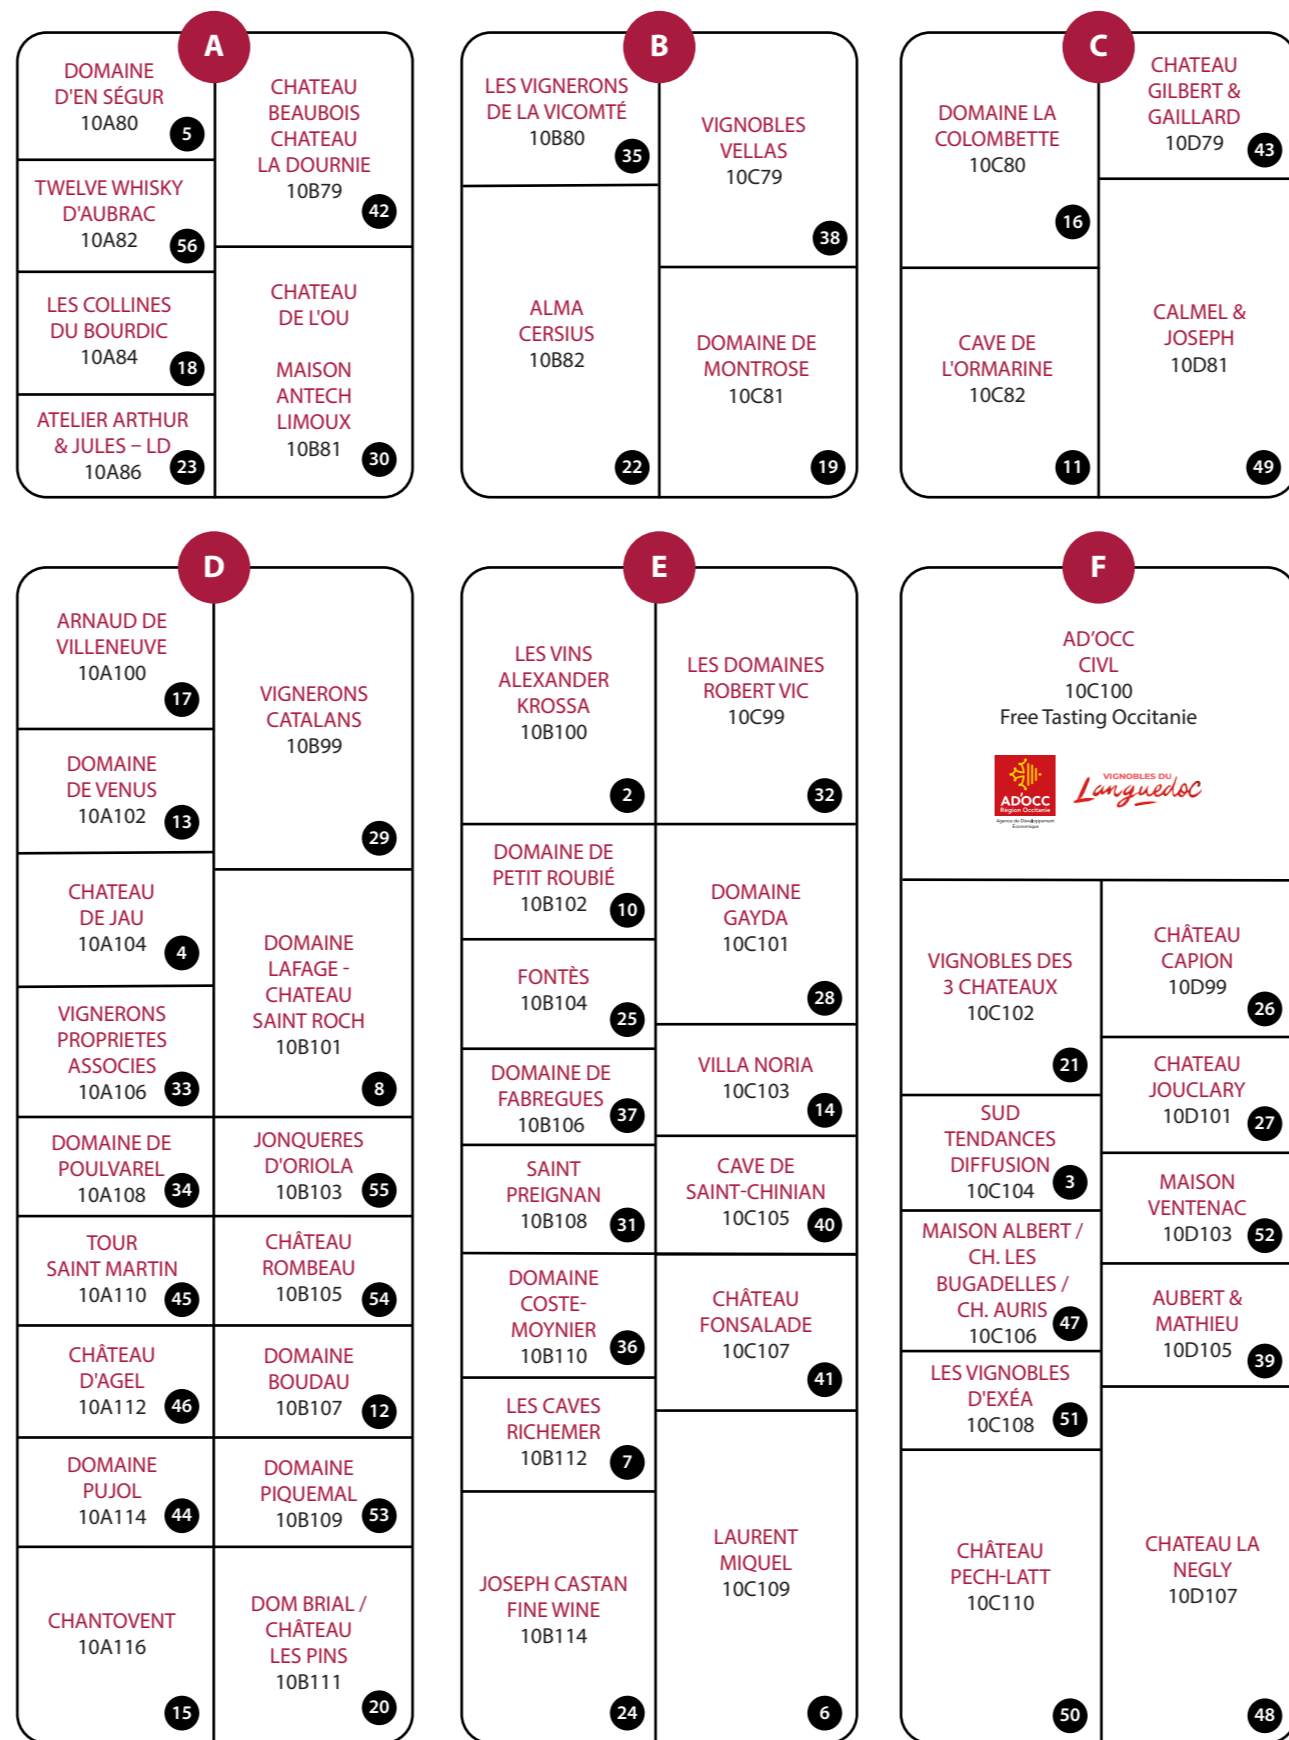 A
DOMAINE
D'EN SÉGUR
10A80
5
TWELVE WHISKY
D'AUBRAC
10A82
56
LES COLLINES
DU BOURDIC
10A84
18
ATELIER ARTHUR
& JULES – LD
10A86
23
CHATEAU
BEAUBOIS
CHATEAU
LA DOURNIE
10B79
42
CHATEAU
DE L'OU
MAISON
ANTECH
LIMOUX
10B81
30
B
LES VIGNERONS
DE LA VICOMTÉ
10B80
35
ALMA
CERSIUS
10B82
22
VIGNOBLES
VELLAS
10C79
38
DOMAINE DE
MONTROSE
10C81
19
C
DOMAINE LA
COLOMBETTE
10C80
16
CAVE DE
L'ORMARINE
10C82
11
CHATEAU
GILBERT &
GAILLARD
10D79
43
CALMEL &
JOSEPH
10D81
49
D
ARNAUD DE
VILLENEUVE
10A100
17
DOMAINE
DE VENUS
10A102
13
CHATEAU
DE JAU
10A104
4
VIGNERONS
PROPRIETES
ASSOCIES
10A106
33
DOMAINE DE
POULVAREL
10A108
34
TOUR
SAINT MARTIN
10A110
45
CHÂTEAU
D'AGEL
10A112
46
DOMAINE
PUJOL
10A114
44
CHANTOVENT
10A116
15
VIGNERONS
CATALANS
10B99
29
DOMAINE
LAFAGE -
CHATEAU
SAINT ROCH
10B101
8
JONQUERES
D'ORIOLA
10B103
55
CHÂTEAU
ROMBEAU
10B105
54
DOMAINE
BOUDAU
10B107
12
DOMAINE
PIQUEMAL
10B109
53
DOM BRIAL /
CHÂTEAU
LES PINS
10B111
20
E
LES VINS
ALEXANDER
KROSSA
10B100
2
DOMAINE DE
PETIT ROUBIÉ
10B102
10
FONTÈS
10B104
25
DOMAINE DE
FABREGUES
10B106
37
SAINT
PREIGNAN
10B108
31
DOMAINE
COSTE-
MOYNIER
10B110
36
LES CAVES
RICHEMER
10B112
7
JOSEPH CASTAN
FINE WINE
10B114
24
LES DOMAINES
ROBERT VIC
10C99
32
DOMAINE
GAYDA
10C101
28
VILLA NORIA
10C103
14
CAVE DE
SAINT-CHINIAN
10C105
40
CHÂTEAU
FONSALADE
10C107
41
LAURENT
MIQUEL
10C109
6
F
AD'OCC
CIVL
10C100
Free Tasting Occitanie
AD'OCC
Région Occitanie
Agence de Développement
Économique
VIGNOBLES DU
Languedoc
VIGNOBLES DES
3 CHATEAUX
10C102
21
SUD
TENDANCES
DIFFUSION
10C104
3
MAISON ALBERT /
CH. LES
BUGADELLES /
CH. AURIS
10C106
47
LES VIGNOBLES
D'EXÉA
10C108
51
CHÂTEAU
PECH-LATT
10C110
50
CHÂTEAU
CAPION
10D99
26
CHATEAU
JOUCLARY
10D101
27
MAISON
VENTENAC
10D103
52
AUBERT &
MATHIEU
10D105
39
CHATEAU LA
NEGLY
10D107
48